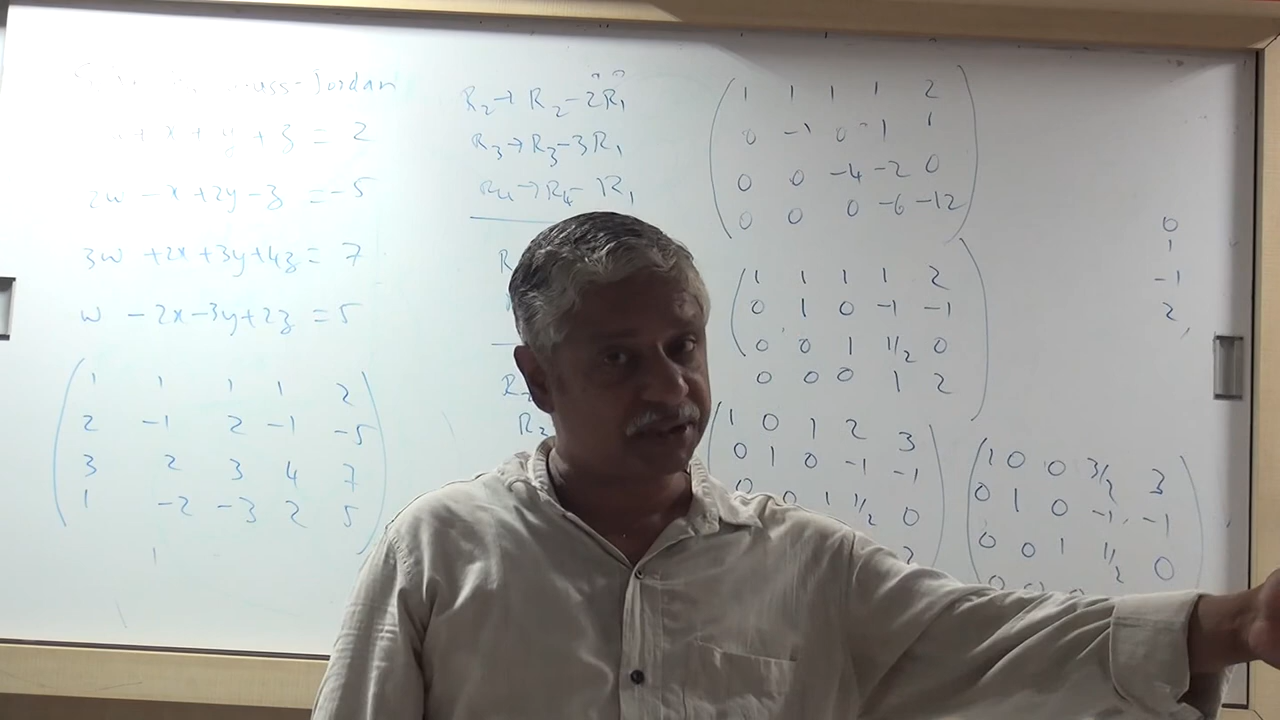 Jordan
+ x + y + z = 2
2w - x + 2y - z = -5
3w + 2x + 3y + 4z = 7
w - 2x - 3y + 2z = 5
1 1 1 1 2
2 -1 2 -1 -5
3 2 3 4 7
1 -2 -3 2 5
R2 → R2 - 2R1
R3 → R3 - 3R1
R4 → R4 - 1R1
R2
1 1 1 1 2
0 -1 0 1 1
0 0 -4 -2 0
0 0 0 -6 -12
1 1 1 1 2
0 1 0 -1 -1
0 0 1 1/2 0
0 0 0 1 2
1 0 1 2 3
0 1 0 -1 -1
0 0 1 1/2 0
2
1 0 0 3/2 3
0 1 0 -1 -1
0 0 1 1/2 0
0
1
-1
2,